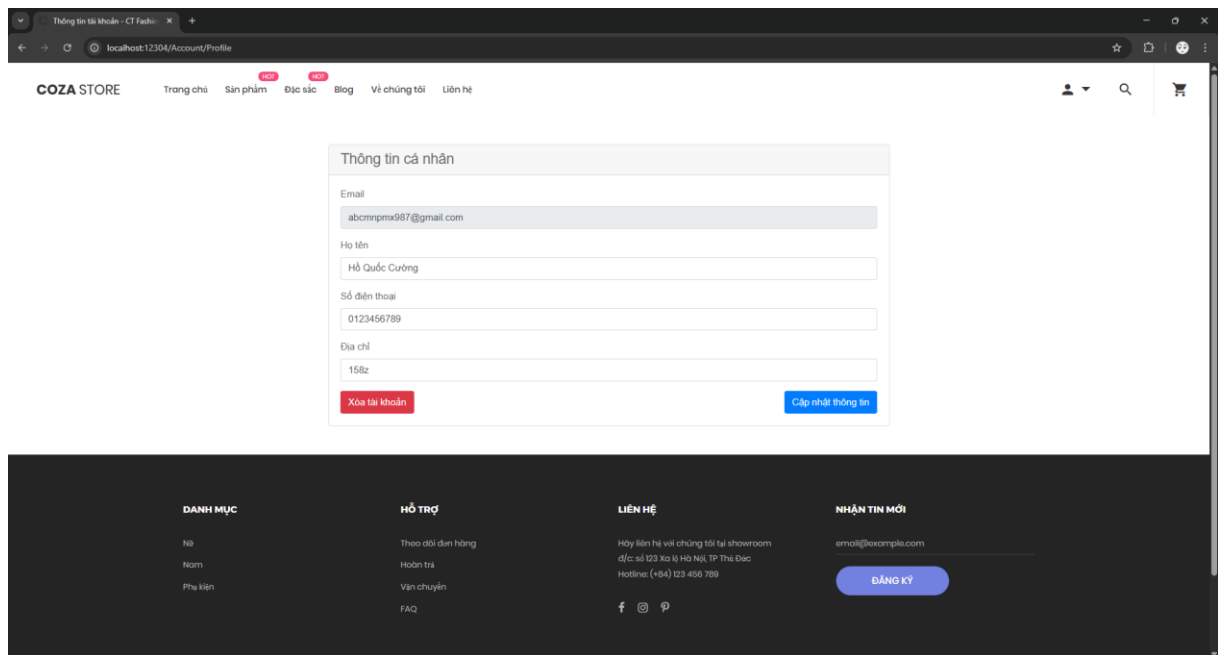 Thông tin tài khoản - CT Fashio
localhost:12304/Account/Profile
COZA STORE
Trang chủ Sản phẩm HOT Đặc sắc HOT Blog Về chúng tôi Liên hệ
Thông tin cá nhân
Email
abcmnpmx987@gmail.com
Họ tên
Hồ Quốc Cường
Số điện thoại
0123456789
Địa chỉ
158z
Xóa tài khoản Cập nhật thông tin
DANH MỤC
Nữ
Nam
Phụ kiện
HỖ TRỢ
Theo dõi đơn hàng
Hoàn trả
Vận chuyển
FAQ
LIÊN HỆ
Hãy liên hệ với chúng tôi tại showroom
đ/c: số 123 Xa lộ Hà Nội, TP Thủ Đức
Hotline: (+84) 123 456 789
NHẬN TIN MỚI
email@example.com
ĐĂNG KÝ